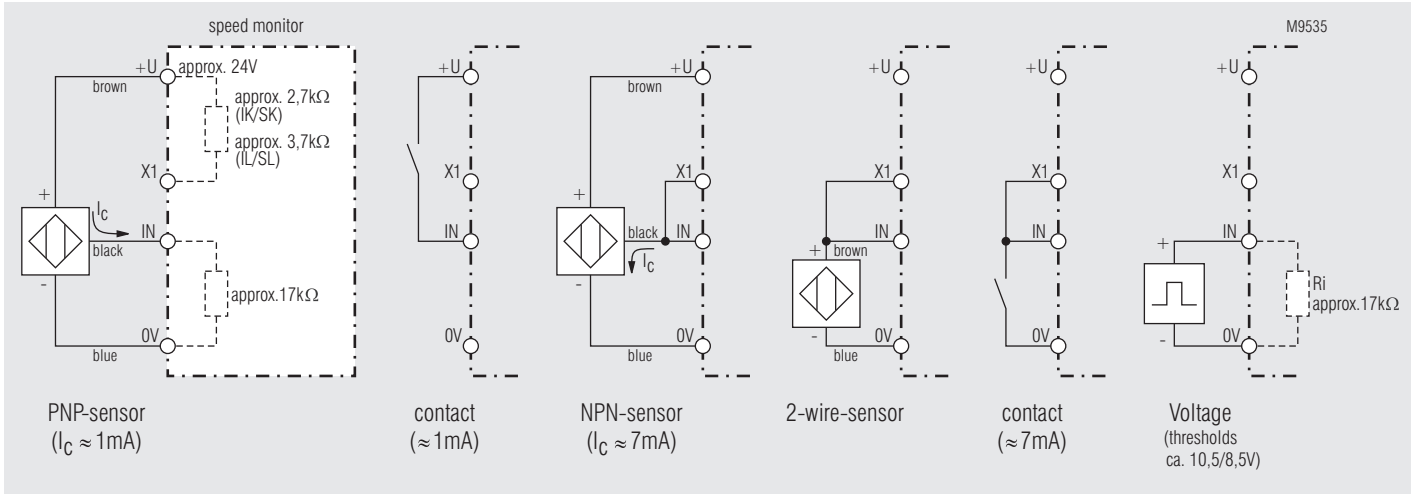 speed monitor
M9535
+U
approx. 24V
brown
approx. 2,7kΩ
(IK/SK)
approx. 3,7kΩ
(IL/SL)
X1
+
IC
IN
black
-
approx.17kΩ
0V
blue
PNP-sensor
(IC ≈ 1mA)
+U
X1
IN
0V
contact
(≈1mA)
+U
brown
X1
+
black
IN
IC
-
0V
blue
NPN-sensor
(IC ≈ 7mA)
+U
X1
IN
+
brown
-
0V
blue
2-wire-sensor
+U
X1
IN
0V
contact
(≈7mA)
+U
X1
IN
+
Ri
approx.17kΩ
-
0V
Voltage
(thresholds
ca. 10,5/8,5V)